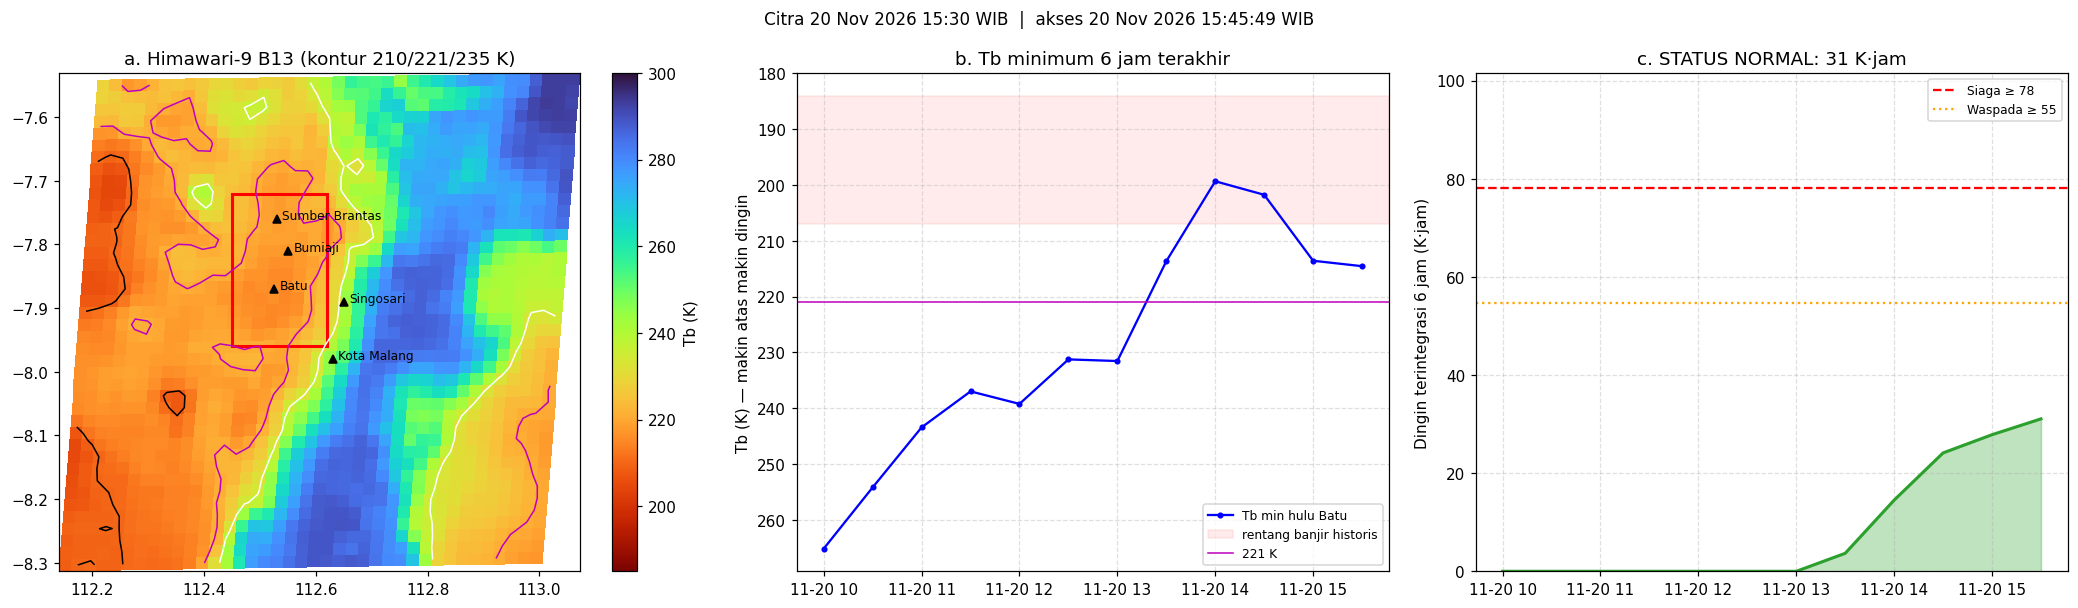 Citra 20 Nov 2026 15:30 WIB | akses 20 Nov 2026 15:45:49 WIB
a. Himawari-9 B13 (kontur 210/221/235 K)
−7.6
−7.7
−7.8
−7.9
−8.0
−8.1
−8.2
−8.3
112.2
112.4
112.6
112.8
113.0
Sumber Brantas
Bumiaji
Batu
Singosari
Kota Malang
300
280
260
240
220
200
Tb (K)
b. Tb minimum 6 jam terakhir
Tb (K) — makin atas makin dingin
180
190
200
210
220
230
240
250
260
11-20 10
11-20 11
11-20 12
11-20 13
11-20 14
11-20 15
Tb min hulu Batu
rentang banjir historis
221 K
c. STATUS NORMAL: 31 K·jam
Dingin terintegrasi 6 jam (K·jam)
100
80
60
40
20
0
11-20 10
11-20 11
11-20 12
11-20 13
11-20 14
11-20 15
Siaga ≥ 78
Waspada ≥ 55